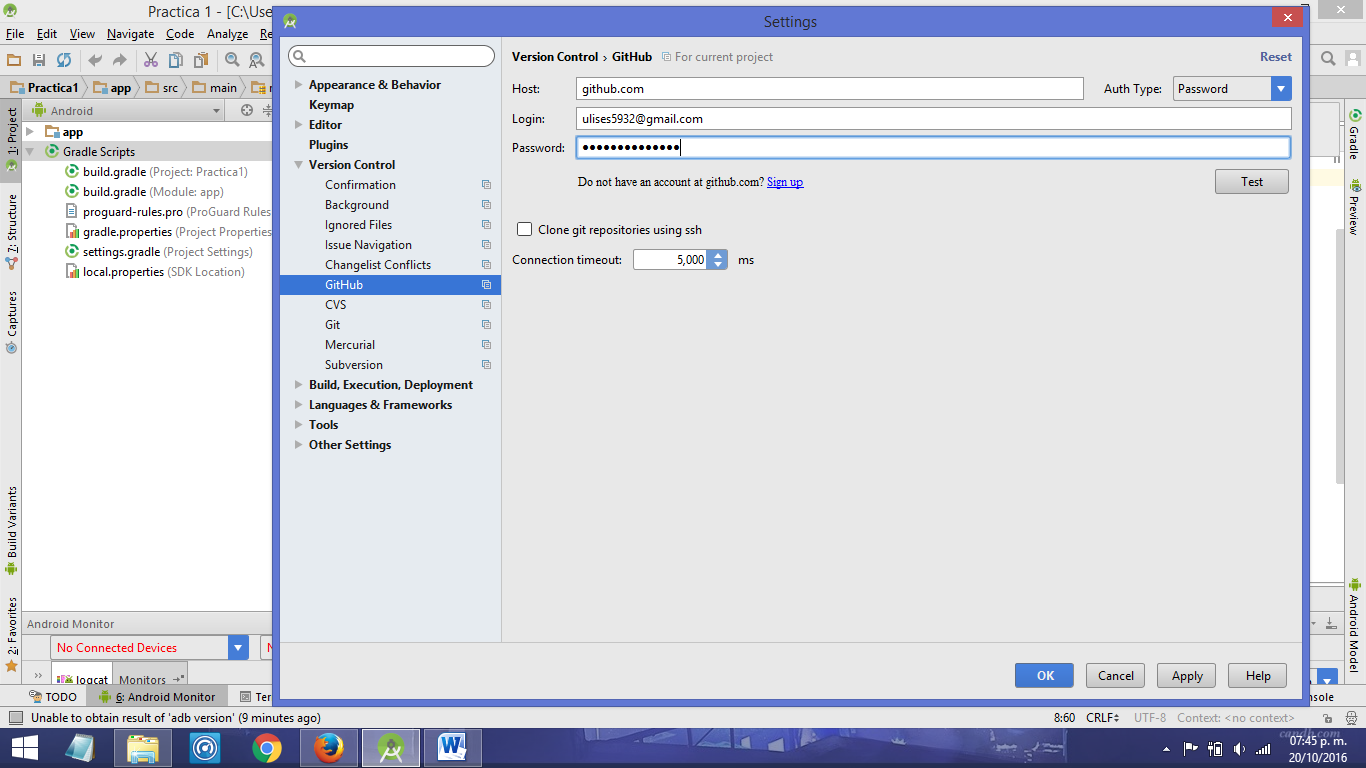 Practica 1 - [C:\Use
Settings
File Edit View Navigate Code Analyze Re
Practica1 app src main
Android
app
Gradle Scripts
build.gradle (Project: Practica1)
build.gradle (Module: app)
proguard-rules.pro (ProGuard Rules
gradle.properties (Project Properties
settings.gradle (Project Settings)
local.properties (SDK Location)
1: Project
7: Structure
Captures
Build Variants
2: Favorites
Appearance & Behavior
Keymap
Editor
Plugins
Version Control
Confirmation
Background
Ignored Files
Issue Navigation
Changelist Conflicts
GitHub
CVS
Git
Mercurial
Subversion
Build, Execution, Deployment
Languages & Frameworks
Tools
Other Settings
Version Control › GitHub For current project Reset
Host: github.com Auth Type: Password
Login: ulises5932@gmail.com
Password: ••••••••••••••
Do not have an account at github.com? Sign up Test
Clone git repositories using ssh
Connection timeout: 5,000 ms
OK Cancel Apply Help
Gradle
Preview
Android Model
Android Monitor
No Connected Devices
logcat Monitors
TODO 6: Android Monitor Ter nsole
Unable to obtain result of 'adb version' (9 minutes ago) 8:60 CRLF UTF-8 Context: <no context>
07:45 p. m.
20/10/2016